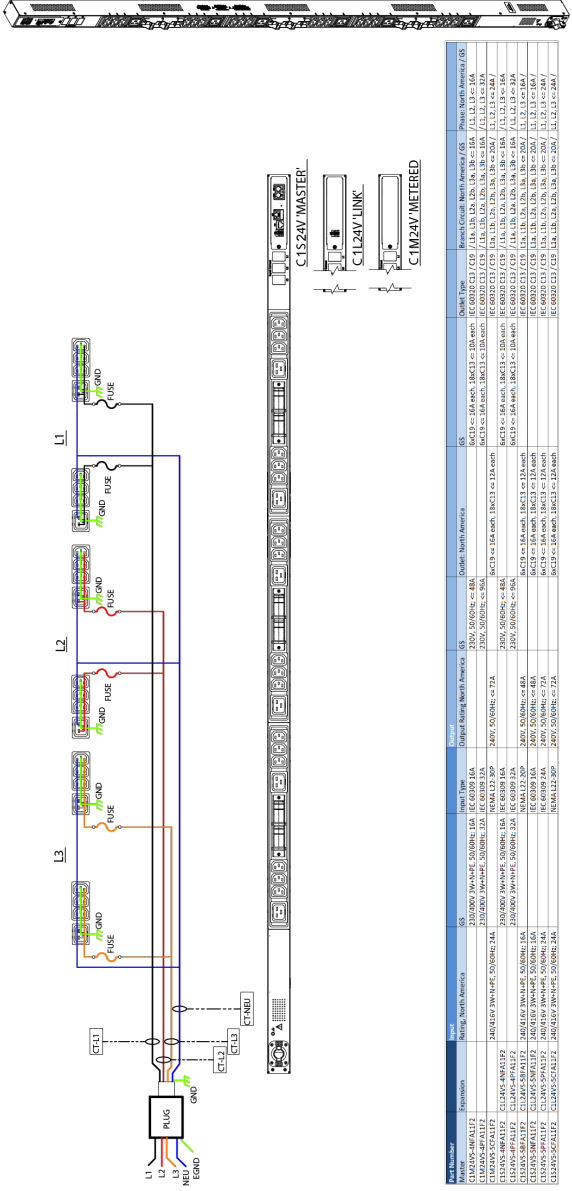 L3
L2
L1
GND
FUSE
GND
FUSE
GND
FUSE
GND
FUSE
GND
FUSE
GND
FUSE
L1
L2
L3
NEU
EGND
PLUG
GND
CT-L1
CT-L2
CT-L3
CT-NEU
C1S24V 'MASTER'
C1L24V 'LINK'
C1M24V 'METERED'
Part Number Input Output
Master Expansion Rating, North America GS Input Type Output Rating North America GS Outlet: North America GS Outlet Type Branch Circuit: North America / GS Phase: North America / GS
C1M24VS-4NFA11F2 230/400V 3W+N+PE, 50/60Hz; 16A IEC 60309 16A 230V, 50/60Hz; <= 48A 6xC19 <= 16A each, 18xC13 <= 10A each IEC 60320 C13 / C19 / L1a, L1b, L2a, L2b, L3a, L3b <= 16A / L1, L2, L3 <= 16A
C1M24VS-4PFA11F2 230/400V 3W+N+PE, 50/60Hz; 32A IEC 60309 32A 230V, 50/60Hz; <= 96A 6xC19 <= 16A each, 18xC13 <= 10A each IEC 60320 C13 / C19 / L1a, L1b, L2a, L2b, L3a, L3b <= 16A / L1, L2, L3 <= 32A
C1M24VS-5CFA11F2 240/416V 3W+N+PE, 50/60Hz; 24A NEMA L22-30P 240V, 50/60Hz; <= 72A 6xC19 <= 16A each, 18xC13 <= 12A each IEC 60320 C13 / C19 L1a, L1b, L2a, L2b, L3a, L3b <= 20A / L1, L2, L3 <= 24A /
C1S24VS-4NFA11F2 C1L24VS-4NFA11F2 230/400V 3W+N+PE, 50/60Hz; 16A IEC 60309 16A 230V, 50/60Hz; <= 48A 6xC19 <= 16A each, 18xC13 <= 10A each IEC 60320 C13 / C19 / L1a, L1b, L2a, L2b, L3a, L3b <= 16A / L1, L2, L3 <= 16A
C1S24VS-4PFA11F2 C1L24VS-4PFA11F2 230/400V 3W+N+PE, 50/60Hz; 32A IEC 60309 32A 230V, 50/60Hz; <= 96A 6xC19 <= 16A each, 18xC13 <= 10A each IEC 60320 C13 / C19 / L1a, L1b, L2a, L2b, L3a, L3b <= 16A / L1, L2, L3 <= 32A
C1S24VS-5BFA11F2 C1L24VS-5BFA11F2 240/416V 3W+N+PE, 50/60Hz; 16A NEMA L22-20P 240V, 50/60Hz; <= 48A 6xC19 <= 16A each, 18xC13 <= 12A each IEC 60320 C13 / C19 L1a, L1b, L2a, L2b, L3a, L3b <= 20A / L1, L2, L3 <= 16A /
C1S24VS-5NFA11F2 C1L24VS-5NFA11F2 240/416V 3W+N+PE, 50/60Hz; 16A IEC 60309 16A 240V, 50/60Hz; <= 48A 6xC19 <= 16A each, 18xC13 <= 12A each IEC 60320 C13 / C19 L1a, L1b, L2a, L2b, L3a, L3b <= 20A / L1, L2, L3 <= 16A /
C1S24VS-5PFA11F2 C1L24VS-5PFA11F2 240/416V 3W+N+PE, 50/60Hz; 24A IEC 60309 24A 240V, 50/60Hz; <= 72A 6xC19 <= 16A each, 18xC13 <= 12A each IEC 60320 C13 / C19 L1a, L1b, L2a, L2b, L3a, L3b <= 20A / L1, L2, L3 <= 24A /
C1S24VS-5CFA11F2 C1L24VS-5CFA11F2 240/416V 3W+N+PE, 50/60Hz; 24A NEMA L22-30P 240V, 50/60Hz; <= 72A 6xC19 <= 16A each, 18xC13 <= 12A each IEC 60320 C13 / C19 L1a, L1b, L2a, L2b, L3a, L3b <= 20A / L1, L2, L3 <= 24A /